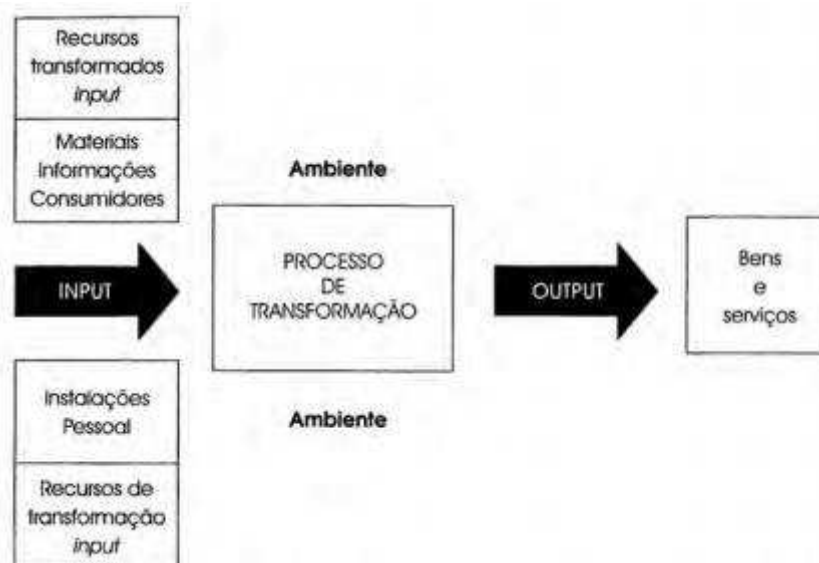 Recursos
transformados
input
Materiais
Informações
Consumidores
Ambiente
INPUT
PROCESSO
DE
TRANSFORMAÇÃO
OUTPUT
Bens
e
serviços
Instalações
Pessoal
Ambiente
Recursos de
transformação
input